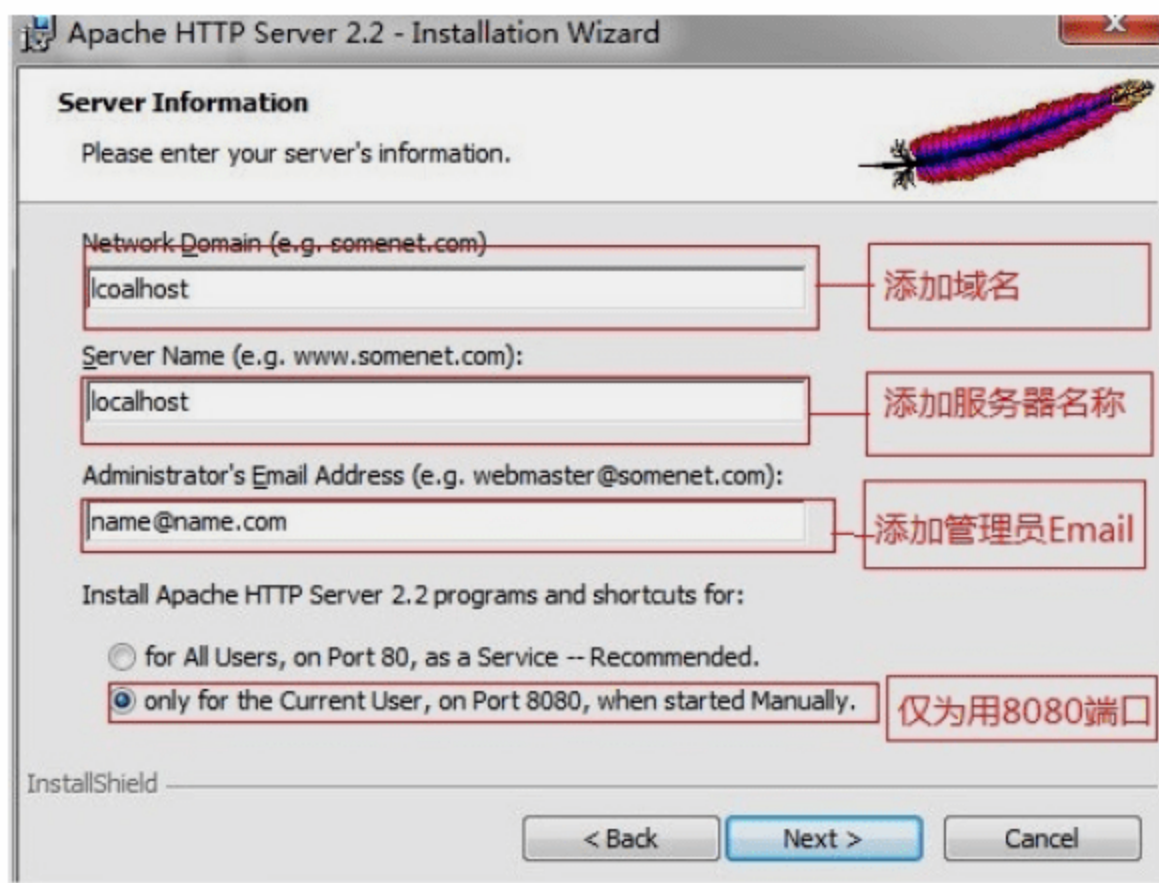 Apache HTTP Server 2.2 - Installation Wizard
Server Information
Please enter your server's information.
Network Domain (e.g. somenet.com)
lcoalhost
添加域名
Server Name (e.g. www.somenet.com):
localhost
添加服务器名称
Administrator's Email Address (e.g. webmaster@somenet.com):
name@name.com
添加管理员Email
Install Apache HTTP Server 2.2 programs and shortcuts for:
for All Users, on Port 80, as a Service -- Recommended.
only for the Current User, on Port 8080, when started Manually.
仅为用8080端口
InstallShield
< Back
Next >
Cancel